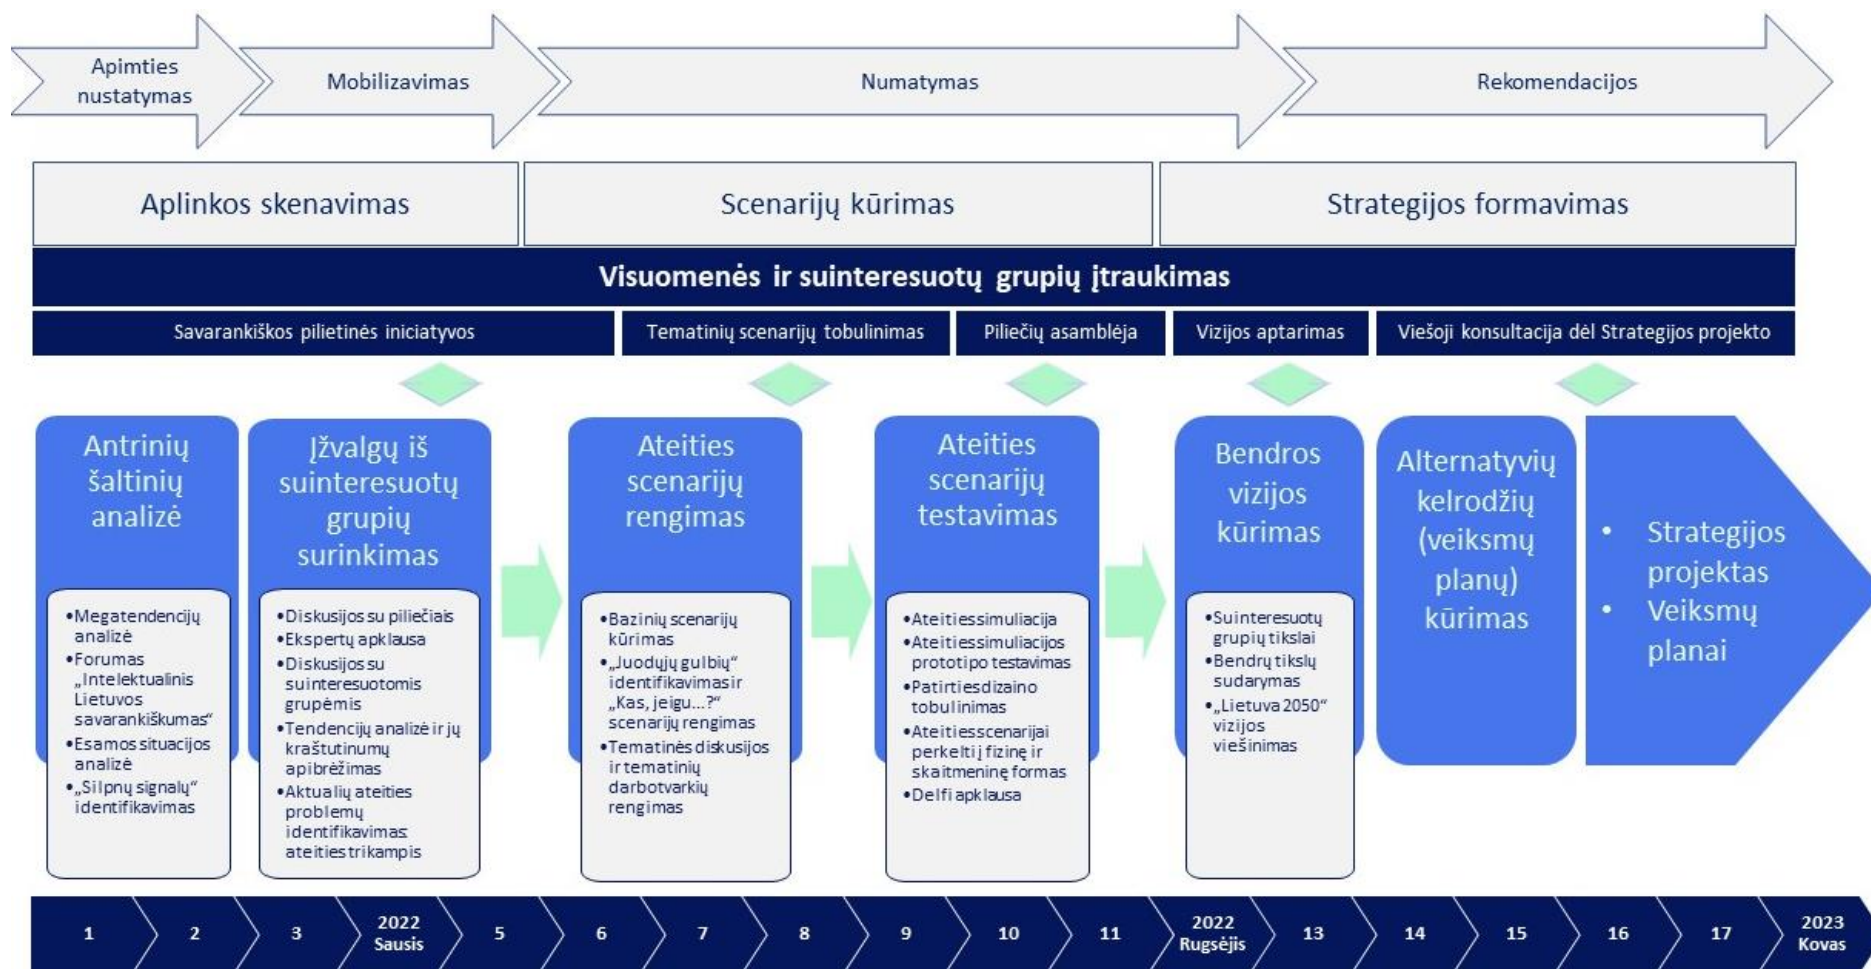 Apimties
nustatymas
Mobilizavimas
Numatymas
Rekomendacijos
Aplinkos skenavimas
Scenarijų kūrimas
Strategijos formavimas
Visuomenės ir suinteresuotų grupių įtraukimas
Savarankiškos pilietinės iniciatyvos
Tematinių scenarijų tobulinimas
Piliečių asamblėja
Vizijos aptarimas
Viešoji konsultacija dėl Strategijos projekto
Antrinių
šaltinių
analizė
•Megatendencijų
analizė
•Forumas
„Intelektualinis
Lietuvos
savarankiškumas“
•Esamos situacijos
analizė
•„Silpnų signalų“
identifikavimas
Įžvalgų iš
suinteresuotų
grupių
surinkimas
•Diskusijos su piliečiais
•Ekspertų apklausa
•Diskusijos su
suinteresuotomis
grupėmis
•Tendencijų analizė ir jų
kraštutinumų
apibrėžimas
•Aktualių ateities
problemų
identifikavimas:
ateities trikampis
Ateities
scenarijų
rengimas
•Bazinių scenarijų
kūrimas
•„Juodųjų gulbių“
identifikavimas ir
„Kas, jeigu...?“
scenarijų rengimas
•Tematinės diskusijos
ir tematinių
darbotvarkių
rengimas
Ateities
scenarijų
testavimas
•Ateities simuliacija
•Ateities simuliacijos
prototipo testavimas
•Patirties dizaino
tobulinimas
•Ateities scenarijai
perkelti į fizinę ir
skaitmeninę formas
•Delfi apklausa
Bendros
vizijos
kūrimas
•Suinteresuotų
grupių tikslai
•Bendrų tikslų
sudarymas
•„Lietuva 2050“
vizijos
viešinimas
Alternatyvių
kelrodžių
(veiksmų
planų)
kūrimas
• Strategijos
projektas
• Veiksmų
planai
1
2
3
2022
Sausis
5
6
7
8
9
10
11
2022
Rugsėjis
13
14
15
16
17
2023
Kovas